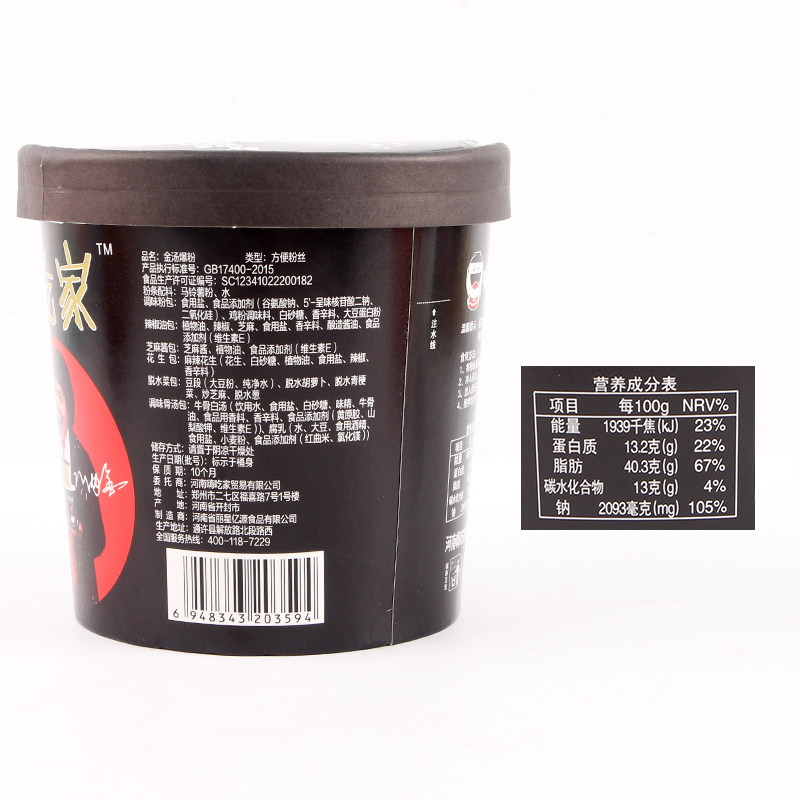 家 TM
品名：金汤爆粉 类型：方便粉丝
产品执行标准号：GB17400-2015
食品生产许可证编号：SC12341022200182
粉条配料：马铃薯粉、水
调味粉包：食用盐、食品添加剂（谷氨酸钠、5'-呈味核苷酸二钠、
二氧化硅）、鸡粉调味料、白砂糖、香辛料、大豆蛋白粉
辣椒油包：植物油、辣椒、芝麻、食用盐、香辛料、酿造酱油、食品
添加剂（维生素E）
芝麻酱包：芝麻酱、植物油、食品添加剂（维生素E）
花 生 包：麻辣花生（花生、白砂糖、植物油、食用盐、辣椒、
香辛料）
脱水菜包：豆段（大豆粉、纯净水）、脱水胡萝卜、脱水青梗
菜、炒芝麻、脱水葱
调味骨汤包：牛骨白汤（饮用水、食用盐、白砂糖、味精、牛骨
油、食品用香料、香辛料、食品添加剂（黄原胶、山
梨酸钾、维生素E）、腐乳（水、大豆、食用酒精、
食用盐、小麦粉、食品添加剂（红曲米、氯化镁））
储存方式：请置于阴凉干燥处
生产日期(批号)：标示于桶身
保 质 期：10个月
委 托 商：河南嗨吃家贸易有限公司
地 址：郑州市二七区福喜路7号1号楼
产 地：河南省开封市
制 造 商：河南省丽星亿源食品有限公司
生产地址：通许县解放路北段路西
全国服务热线：400-118-7229
6 948343 203594
*注水线
营养成分表
项目 每100g NRV%
能量 1939千焦(kJ) 23%
蛋白质 13.2克(g) 22%
脂肪 40.3克(g) 67%
碳水化合物 13克(g) 4%
钠 2093毫克(mg) 105%